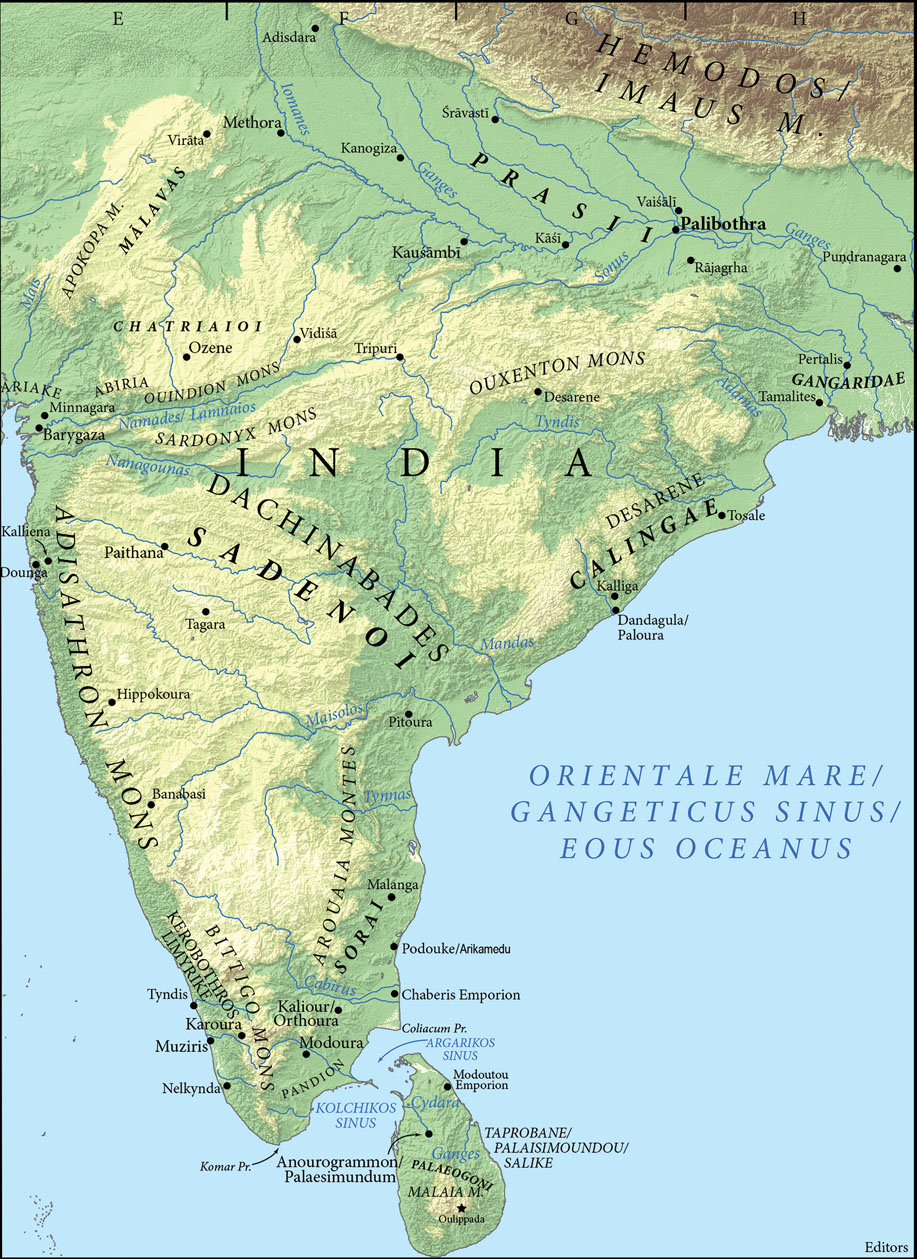 E
F
G
H
Adisdara
HEMODOS/
IMAUS M.
Iomanes
Śrāvastī
Methora
Virāta
Kanogiza
PRASII
Ganges
MĀLAVAS
APOKOPA M.
Vaiśālī
Palibothra
Kauśāmbī
Kāśi
Ganges
Sonus
Rājagrha
Pundranagara
Mais
CHATRIAIOI
Ozene
Vidiśā
Tripuri
OUXENTON MONS
Pertalis
GANGARIDAE
ARIAKE
ABIRIA
OUINDION MONS
Desarene
Adamas
Tamalites
Minnagara
Namades/ Lamnaios
Barygaza
SARDONYX MONS
Tyndis
Nanagounas
INDIA
DACHINABADES
DESARENE
CALINGAE
Tosale
Kalliena
Dounga
ADISATHRON MONS
Paithana
SADENOI
Tagara
Kalliga
Dandagula/
Paloura
Mandas
Hippokoura
Maisolos
Pitoura
ORIENTALE MARE/
GANGETICUS SINUS/
EOUS OCEANUS
Banabasi
AROUAIA MONTES
Tynnas
Malanga
SORAI
KEROBOTHROS
LIMYRIKE
BITTIGO MONS
Podouke/Arikamedu
Cabirus
Tyndis
Chaberis Emporion
Kaliour/
Orthoura
Karoura
Muziris
Modoura
Coliacum Pr.
ARGARIKOS
SINUS
PANDION
Nelkynda
Modoutou
Emporion
KOLCHIKOS
SINUS
Cydara
TAPROBANE/
PALAISIMOUNDOU/
SALIKE
Komar Pr.
Anourogrammon/
Palaesimundum
Ganges
PALAEOGONI
MALAIA M.
Oulippada
Editors